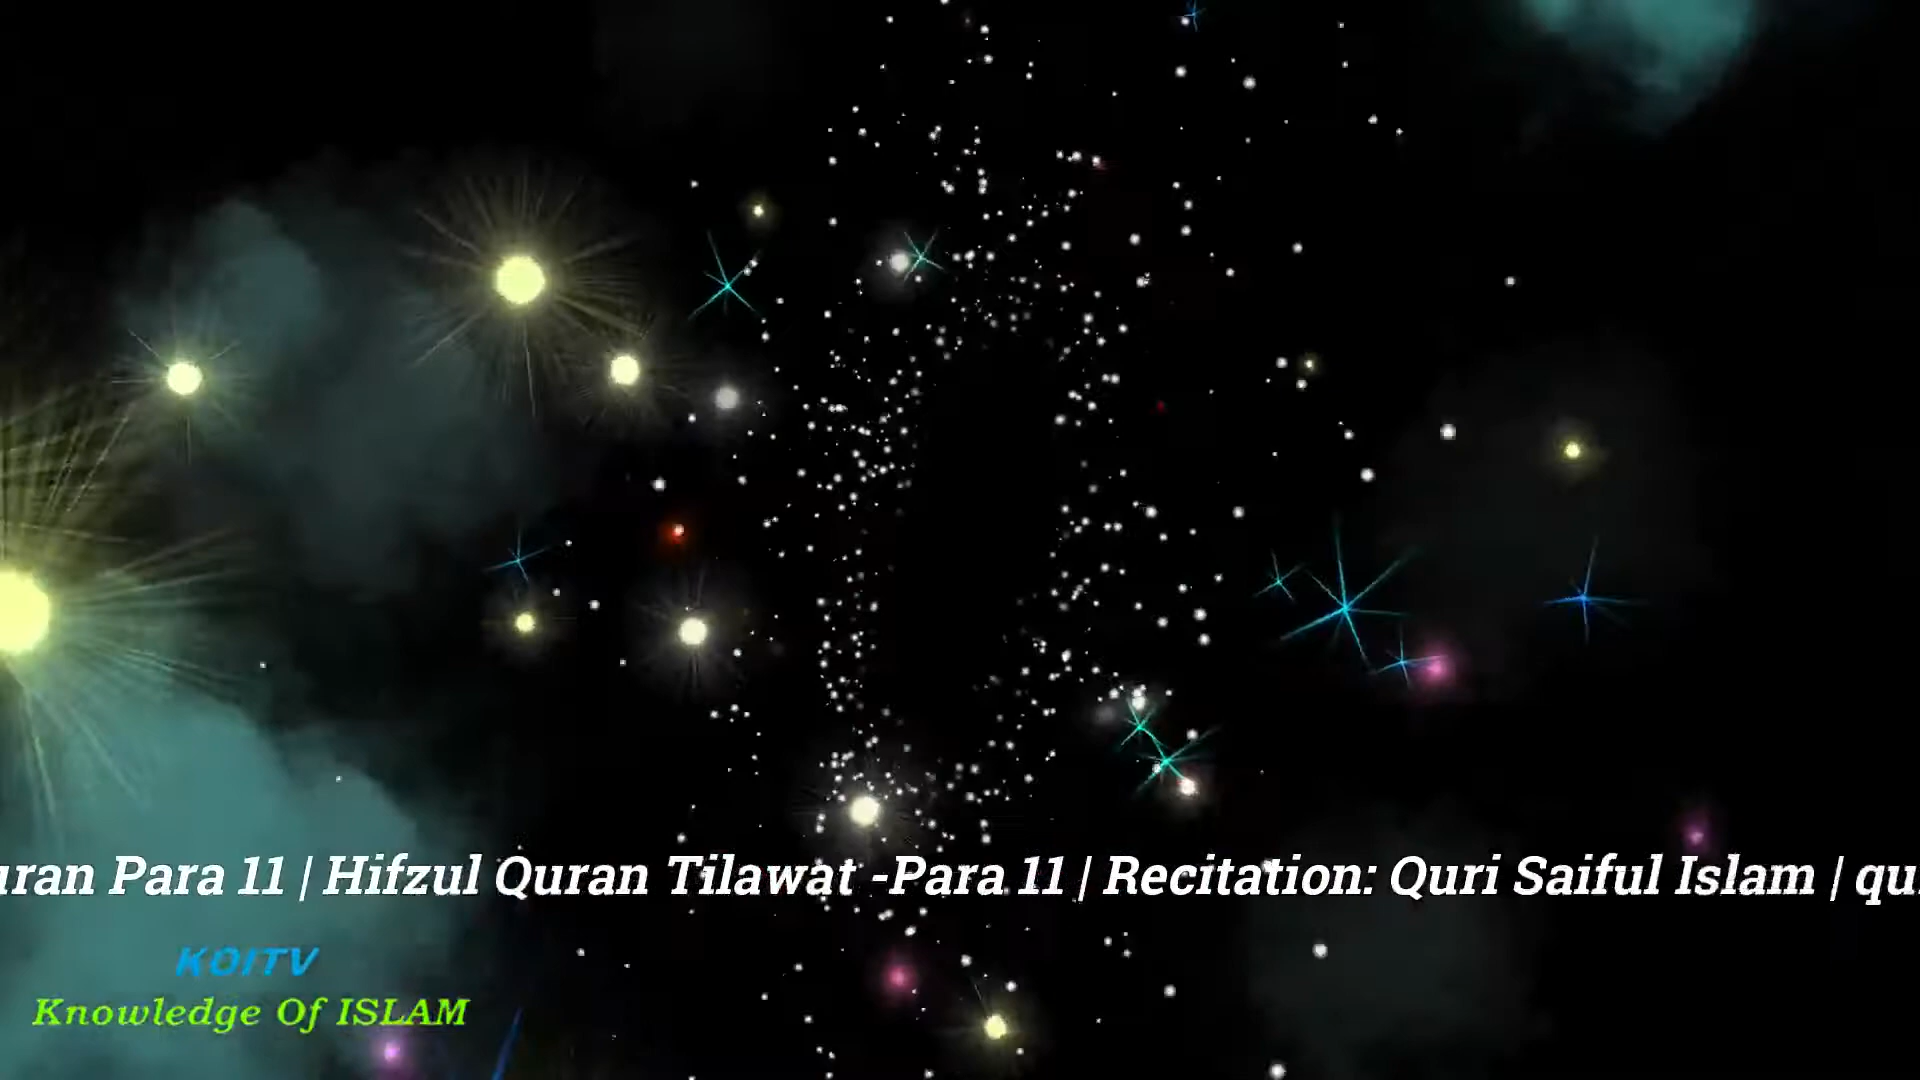 uran Para 11 | Hifzul Quran Tilawat -Para 11 | Recitation: Quri Saiful Islam | qu
KOITV
Knowledge Of ISLAM